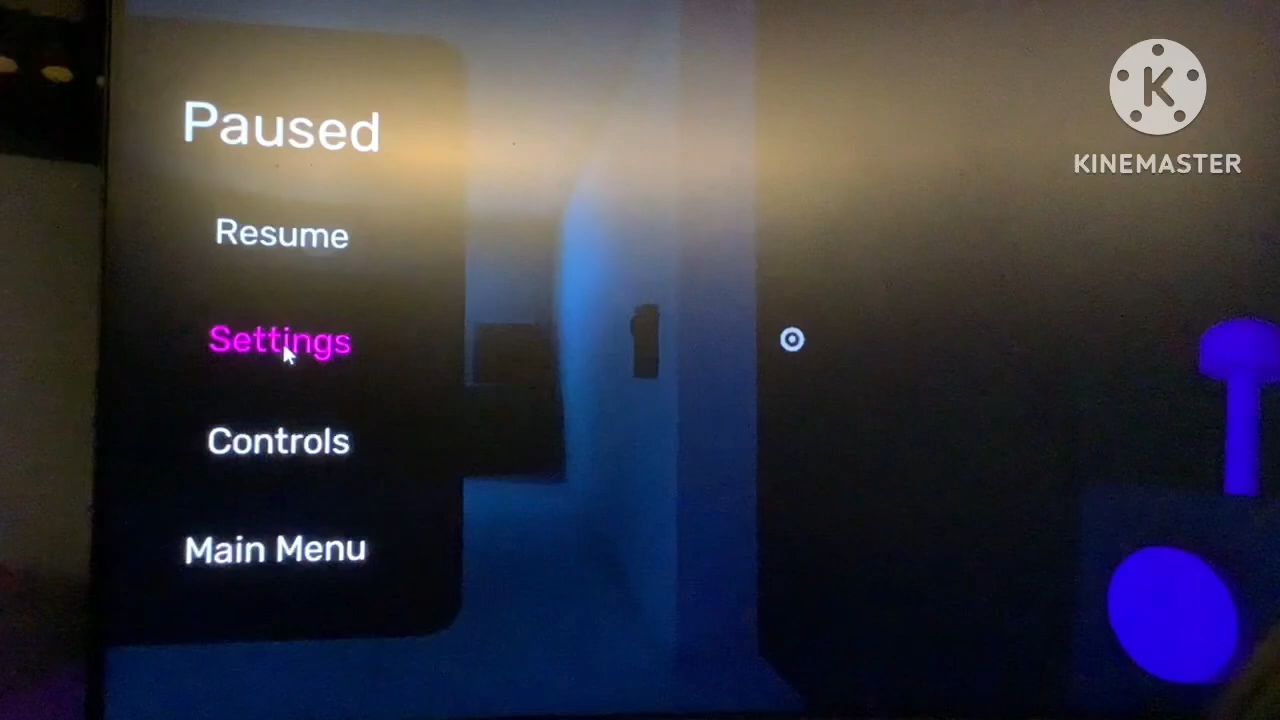 Paused
Resume
Settings
Controls
Main Menu
K
KINEMASTER